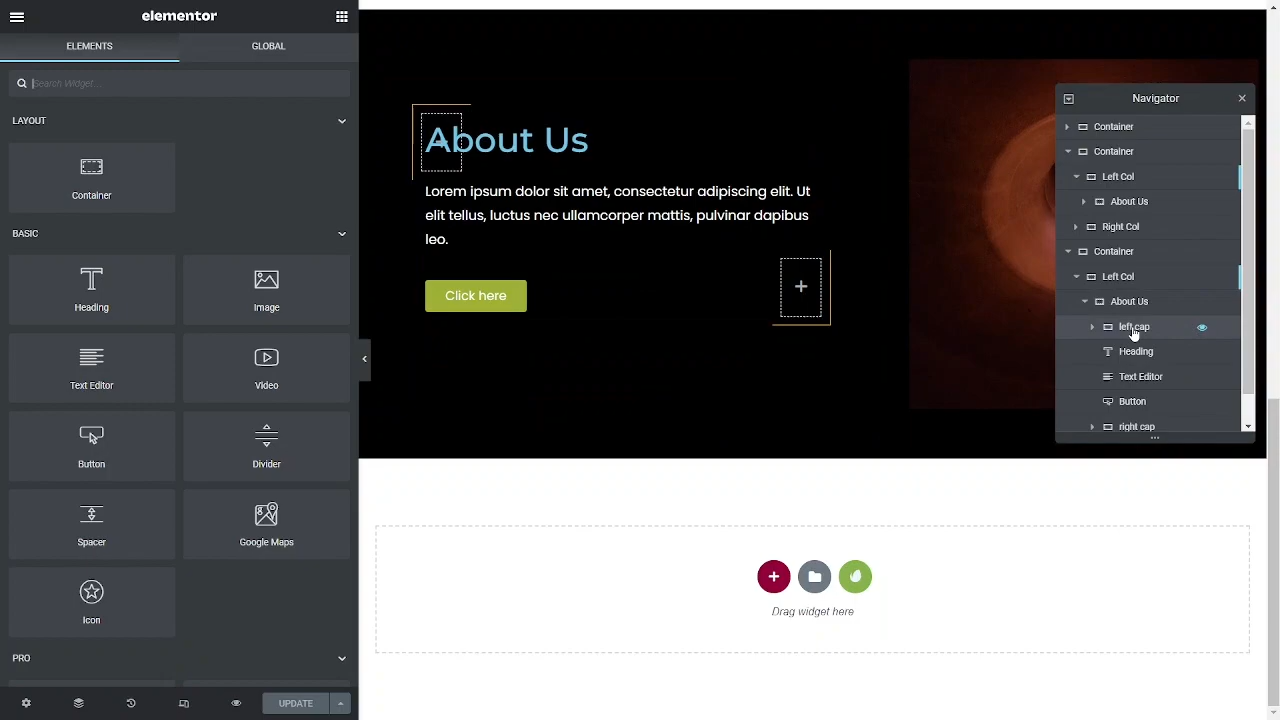 elementor
ELEMENTS
GLOBAL
Search Widget...
LAYOUT
Container
BASIC
Heading
Image
Text Editor
Video
Button
Divider
Spacer
Google Maps
Icon
PRO
UPDATE
About Us
Lorem ipsum dolor sit amet, consectetur adipiscing elit. Ut
elit tellus, luctus nec ullamcorper mattis, pulvinar dapibus
leo.
Click here
Drag widget here
Navigator
Container
Container
Left Col
About Us
Right Col
Container
Left Col
About Us
left cap
Heading
Text Editor
Button
right cap